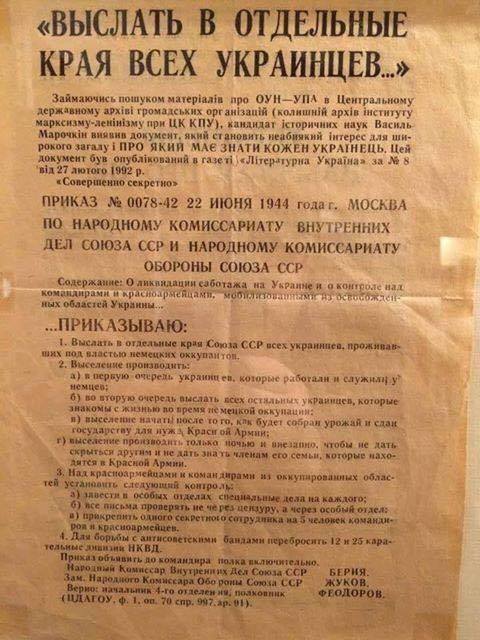 «ВЫСЛАТЬ В ОТДЕЛЬНЫЕ
КРАЯ ВСЕХ УКРАИНЦЕВ...»
Займаючись пошуком матеріалів про ОУН—УПА в Центральному
державному архіві громадських організацій (колишній архів інституту
марксизму-ленінізму при ЦК КПУ), кандидат історичних наук Василь
Марочкін виявив документ, який становить неабиякий інтерес для ши-
рокого загалу і ПРО ЯКИЙ МАЄ ЗНАТИ КОЖЕН УКРАЇНЕЦЬ. Цей
документ був опублікований в газеті «Літературна Україна» за № 8
від 27 лютого 1992 р.
«Совершенно секретно»
ПРИКАЗ № 0078-42 22 ИЮНЯ 1944 года г. МОСКВА
ПО НАРОДНОМУ КОМИССАРИАТУ ВНУТРЕННИХ
ДЕЛ СОЮЗА ССР И НАРОДНОМУ КОМИССАРИАТУ
ОБОРОНЫ СОЮЗА ССР
Содержание: О ликвидации саботажа на Украине и о контроле над
командирами и красноармейцами, мобилизованными из освобожден-
ных областей Украины...
...ПРИКАЗЫВАЮ:
1. Выслать в отдельные края Союза ССР всех украинцев, проживав-
ших под властью немецких оккупантов.
2. Выселение производить:
а) в первую очередь украинцев, которые работали и служили у
немцев;
б) во вторую очередь выслать всех остальных украинцев, которые
знакомы с жизнью во время немецкой оккупации;
в) выселение начать после того, как будет собран урожай и сдан
государству для нужд Красной Армии;
г) выселение производить только ночью и внезапно, чтобы не дать
скрыться другим и не дать знать членам его семьи, которые нахо-
дятся в Красной Армии.
3. Над красноармейцами и командирами из оккупированных облас-
тей установить следующий контроль:
а) завести в особых отделах специальные дела на каждого;
б) все письма проверять не через цензуру, а через особый отдел;
в) прикрепить одного секретного сотрудника на 5 человек команди-
ров и красноармейцев.
4. Для борьбы с антисоветскими бандами перебросить 12 и 25 кара-
тельные дивизии НКВД.
Приказ объявить до командира полка включительно.
Народный Комиссар Внутренних Дел Союза ССР БЕРИЯ.
Зам. Народного Комиссара Обороны Союза ССР ЖУКОВ.
Верно: начальник 4-го отделения, полковник ФЕОДОРОВ.
(ЦДАГОУ, ф. 1, оп. 70 спр. 997, ар. 91).